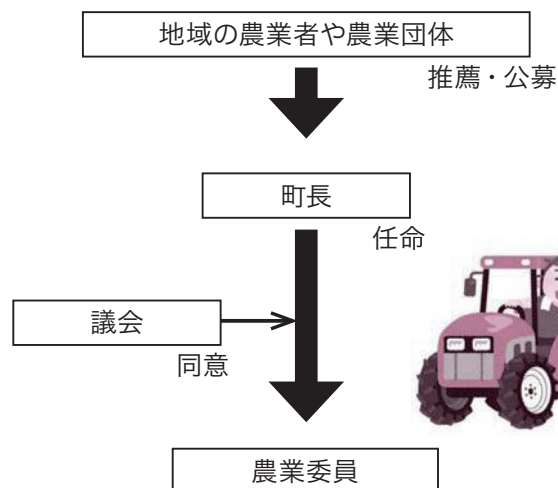 地域の農業者や農業団体
推薦・公募
町長
任命
議会
同意
農業委員